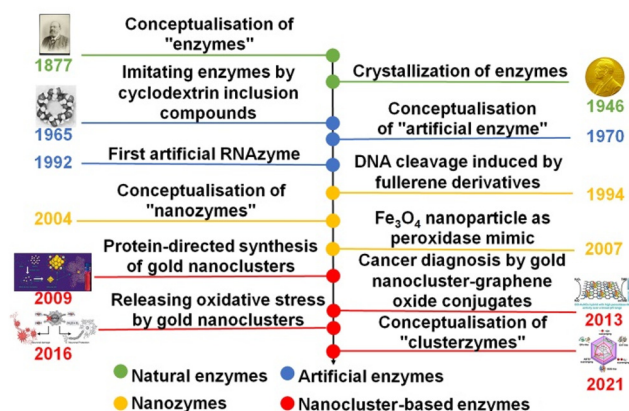 Conceptualisation of
"enzymes"
1877
Crystallization of enzymes
1946
Imitating enzymes by
cyclodextrin inclusion
compounds
1965
Conceptualisation
of "artificial enzyme"
1970
First artificial RNAzyme
1992
DNA cleavage induced by
fullerene derivatives
1994
Conceptualisation of
"nanozymes"
2004
Fe₃O₄ nanoparticle as
peroxidase mimic
2007
Protein-directed synthesis
of gold nanoclusters
2009
Cancer diagnosis by gold
nanocluster-graphene
oxide conjugates
2013
Releasing oxidative stress
by gold nanoclusters
2016
Conceptualisation of
"clusterzymes"
2021
Natural enzymes
Artificial enzymes
Nanozymes
Nanocluster-based enzymes